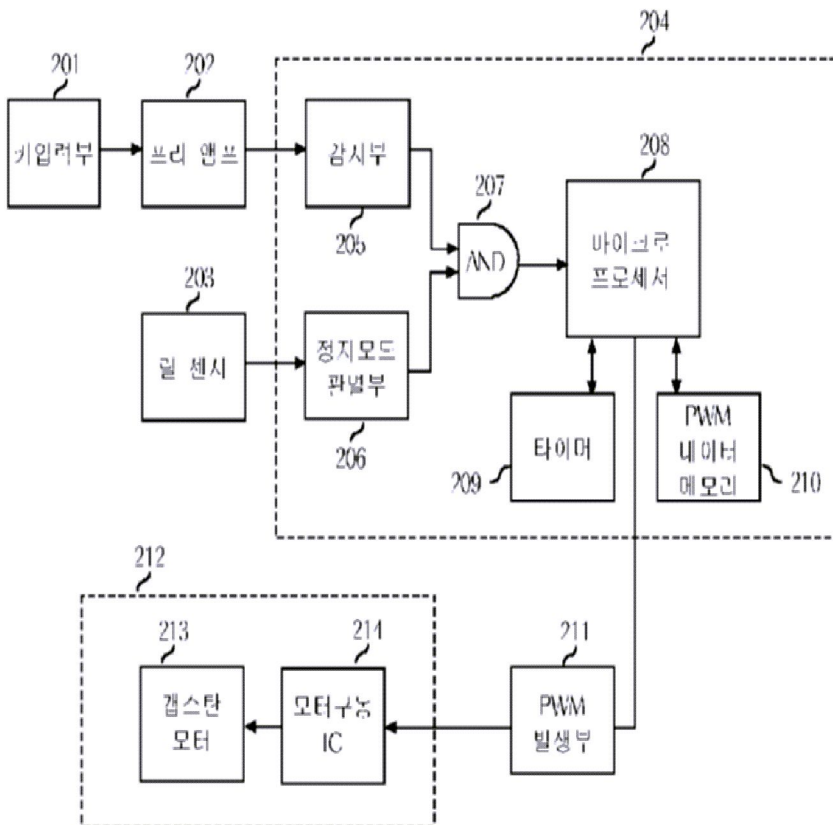 204
201
202
키입력부
프리 앰프
감지부
205
207
AND
208
마이크로
프로세서
203
릴 센서
정지모드
판별부
206
타이머
209
PWM
데이터
메모리
210
212
213
214
211
캡스탄
모터
모터구동
IC
PWM
발생부